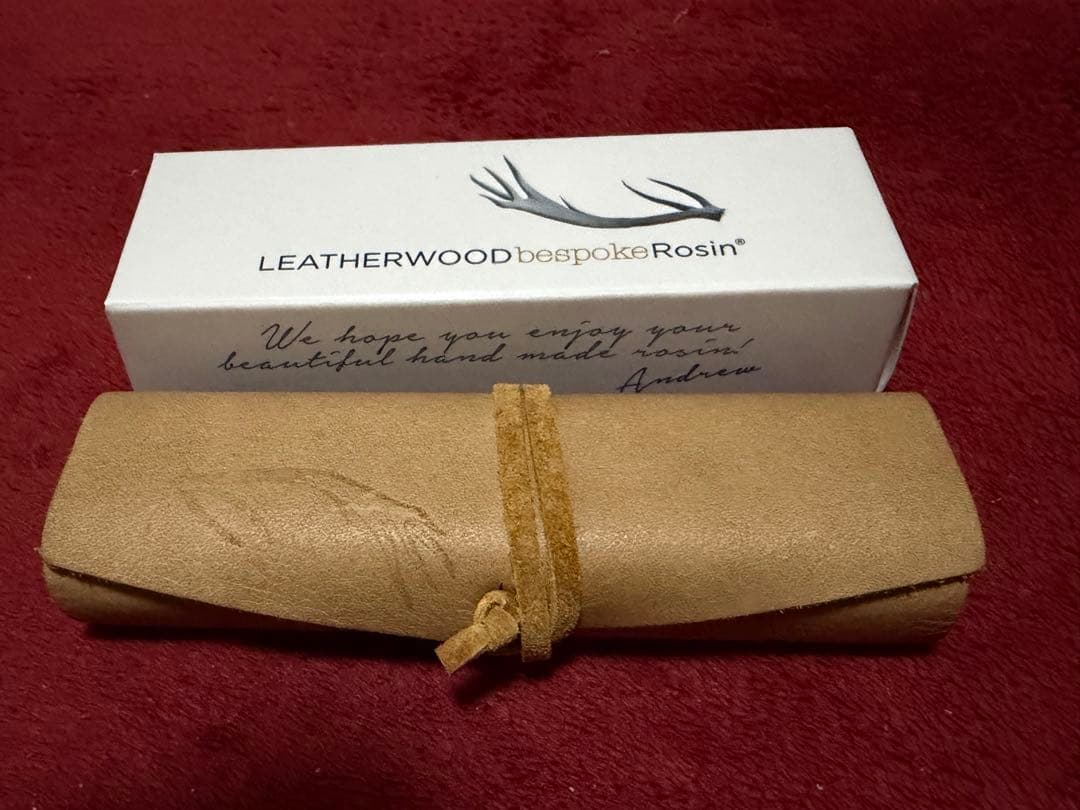 LEATHERWOODbespokeRosin®
We hope you enjoy your
beautiful hand made rosin!
Andrew